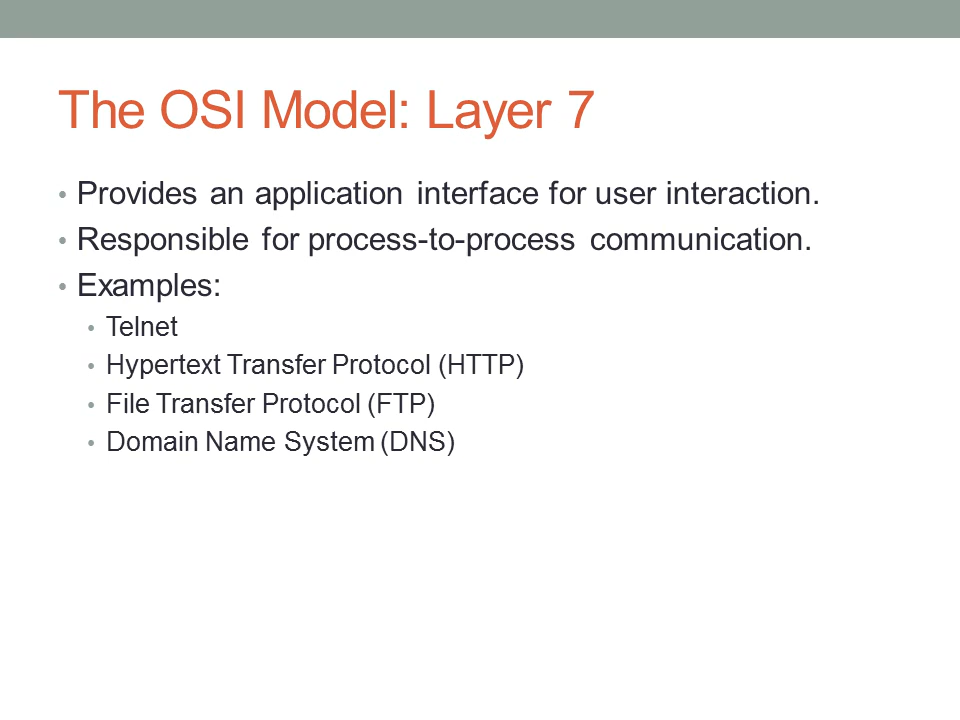 The OSI Model: Layer 7
• Provides an application interface for user interaction.
• Responsible for process-to-process communication.
• Examples:
• Telnet
• Hypertext Transfer Protocol (HTTP)
• File Transfer Protocol (FTP)
• Domain Name System (DNS)